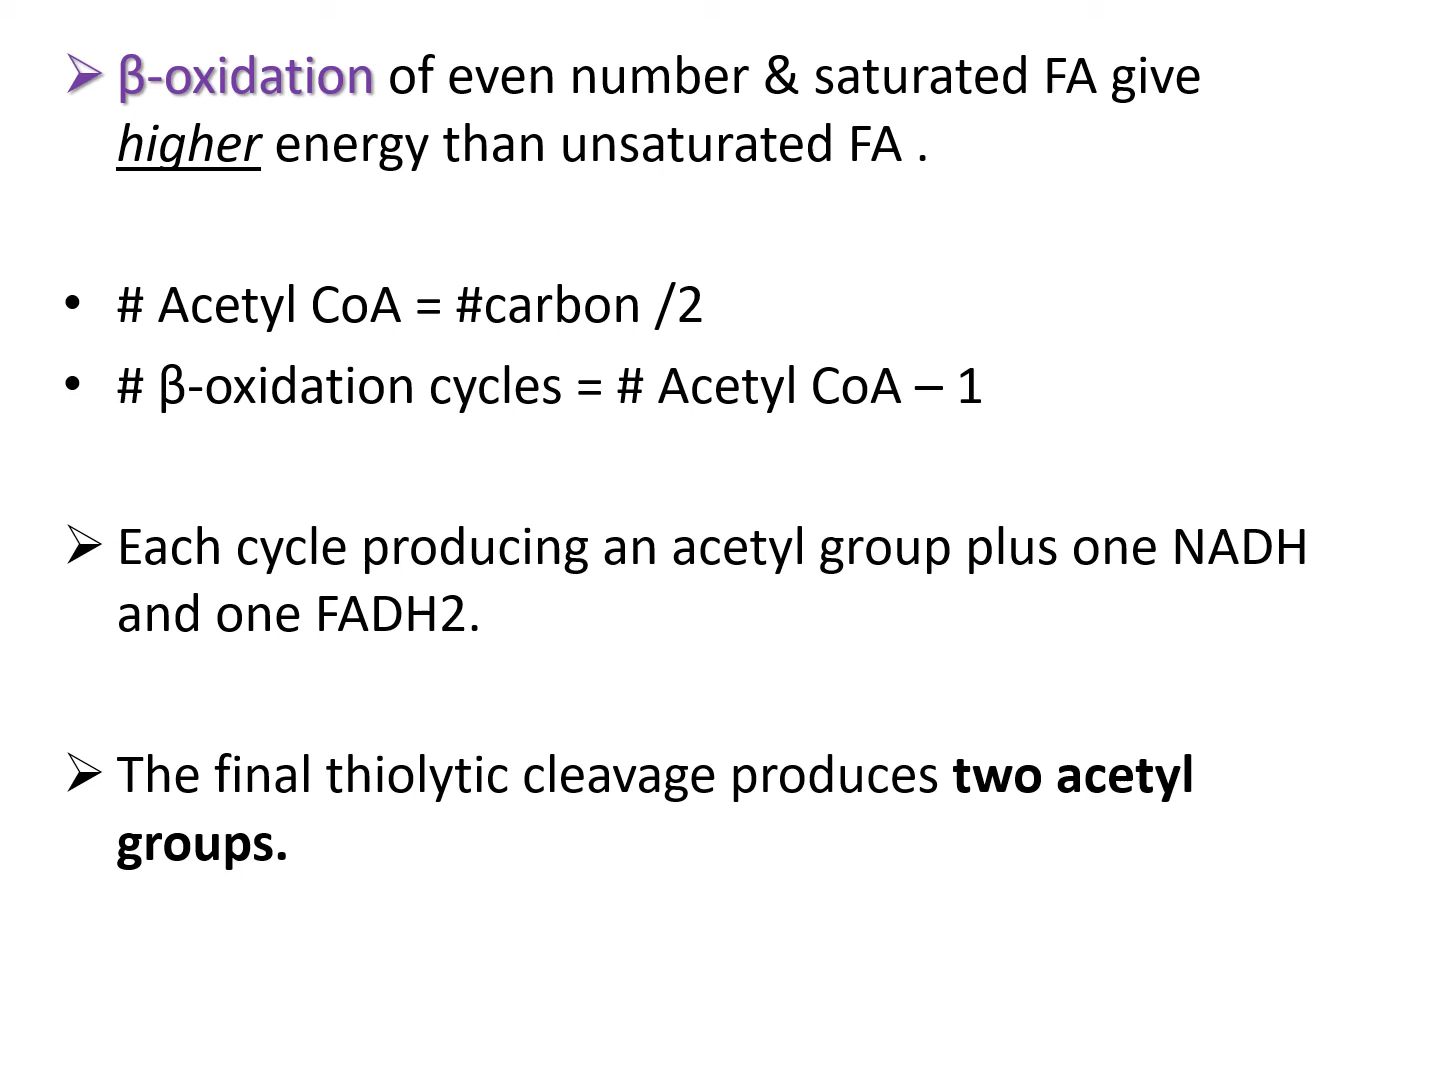 ➢ β-oxidation of even number & saturated FA give
higher energy than unsaturated FA .
• # Acetyl CoA = #carbon /2
• # β-oxidation cycles = # Acetyl CoA – 1
➢ Each cycle producing an acetyl group plus one NADH
and one FADH2.
➢ The final thiolytic cleavage produces two acetyl
groups.